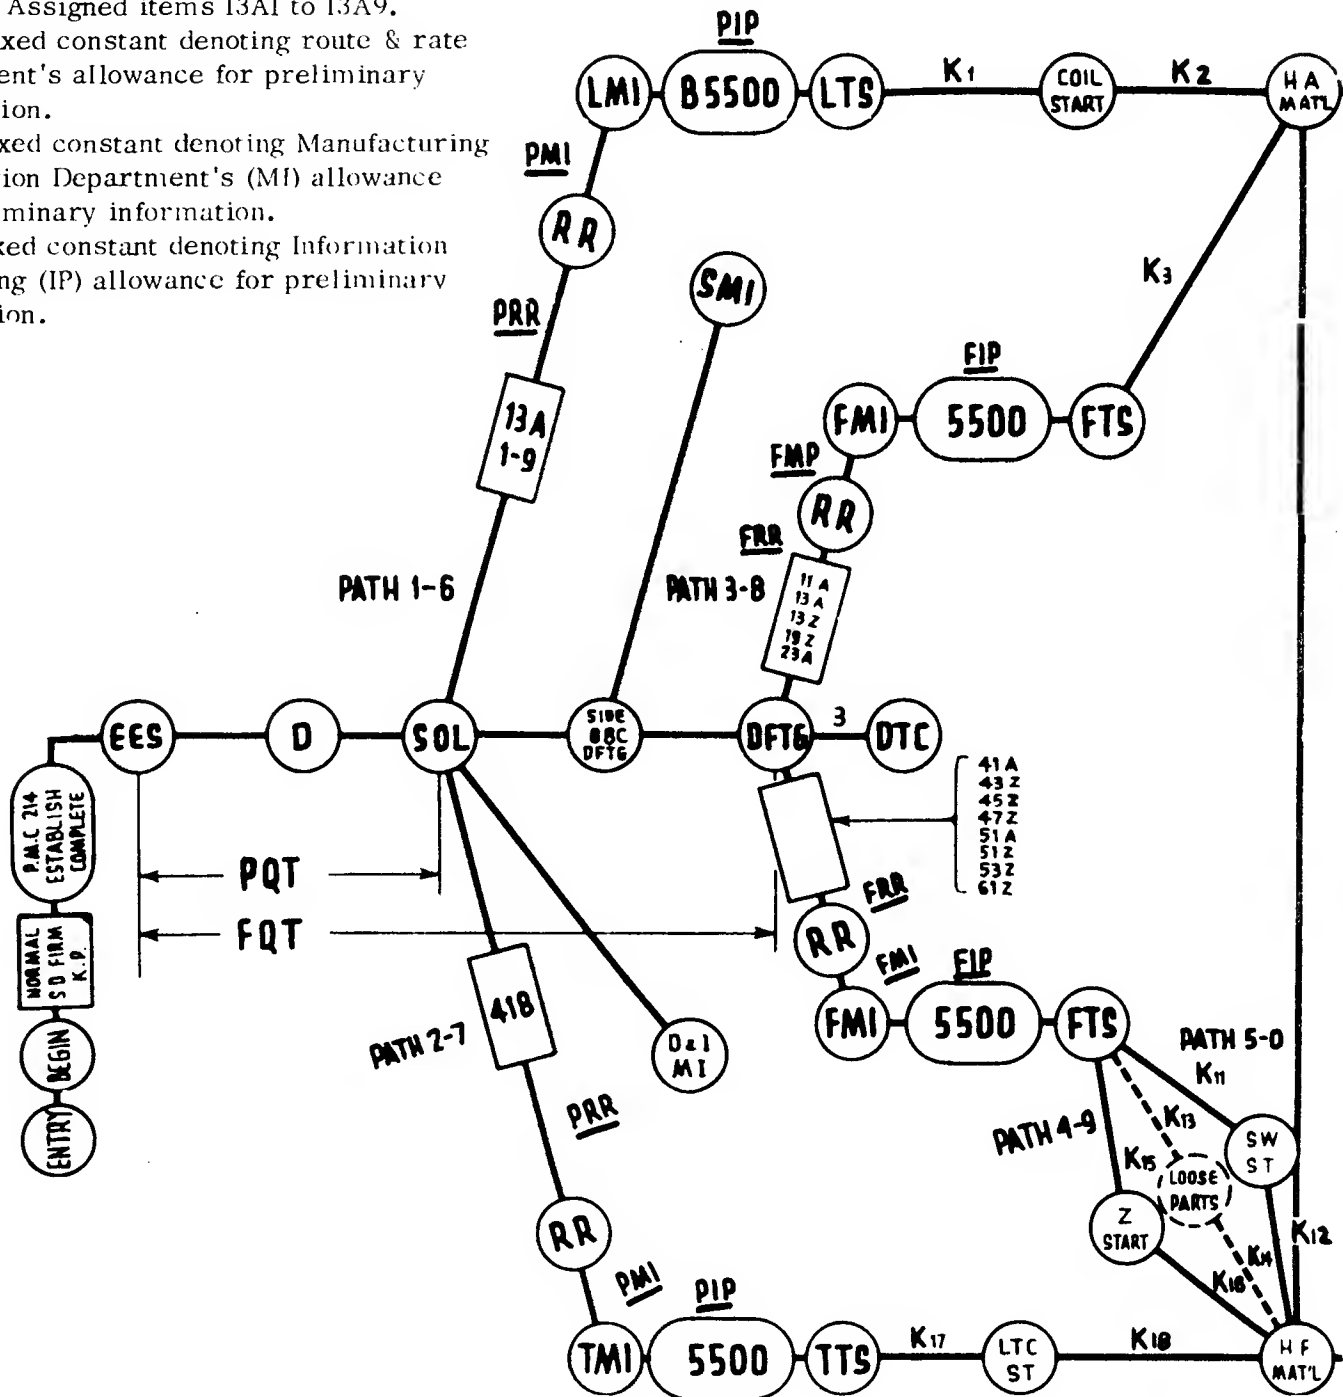 Assigned items 13A1 to 13A9.
xed constant denoting route & rate
ent's allowance for preliminary
ion.
xed constant denoting Manufacturing
ion Department's (MI) allowance
minary information.
xed constant denoting Information
ng (IP) allowance for preliminary
ion.
PIP
LMI
B5500
LTS
K1
COIL
START
K2
HA
MAT'L
PMI
RR
PRR
13A
1-9
PATH 1-6
SMI
K3
FIP
FMI
5500
FTS
FMP
RR
FRR
PATH 3-8
11 A
13 A
13 Z
19 Z
23 A
EES
D
SOL
SIDE
BBC
DFTG
DFTG
3
DTC
P.M.C 214
ESTABLISH
COMPLETE
NORMAL
S D FIRM
K.P.
BEGIN
ENTRY
PQT
FQT
41 A
43 Z
45 Z
47 Z
51 A
51 Z
53 Z
61 Z
FRR
RR
FMI
FMI
FIP
5500
FTS
PATH 5-0
K11
K13
PATH 4-9
K15
LOOSE
PARTS
SW
ST
Z
START
K12
K14
K16
418
PATH 2-7
D&I
MI
PRR
RR
PMI
PIP
TMI
5500
TTS
K17
LTC
ST
K18
HF
MAT'L